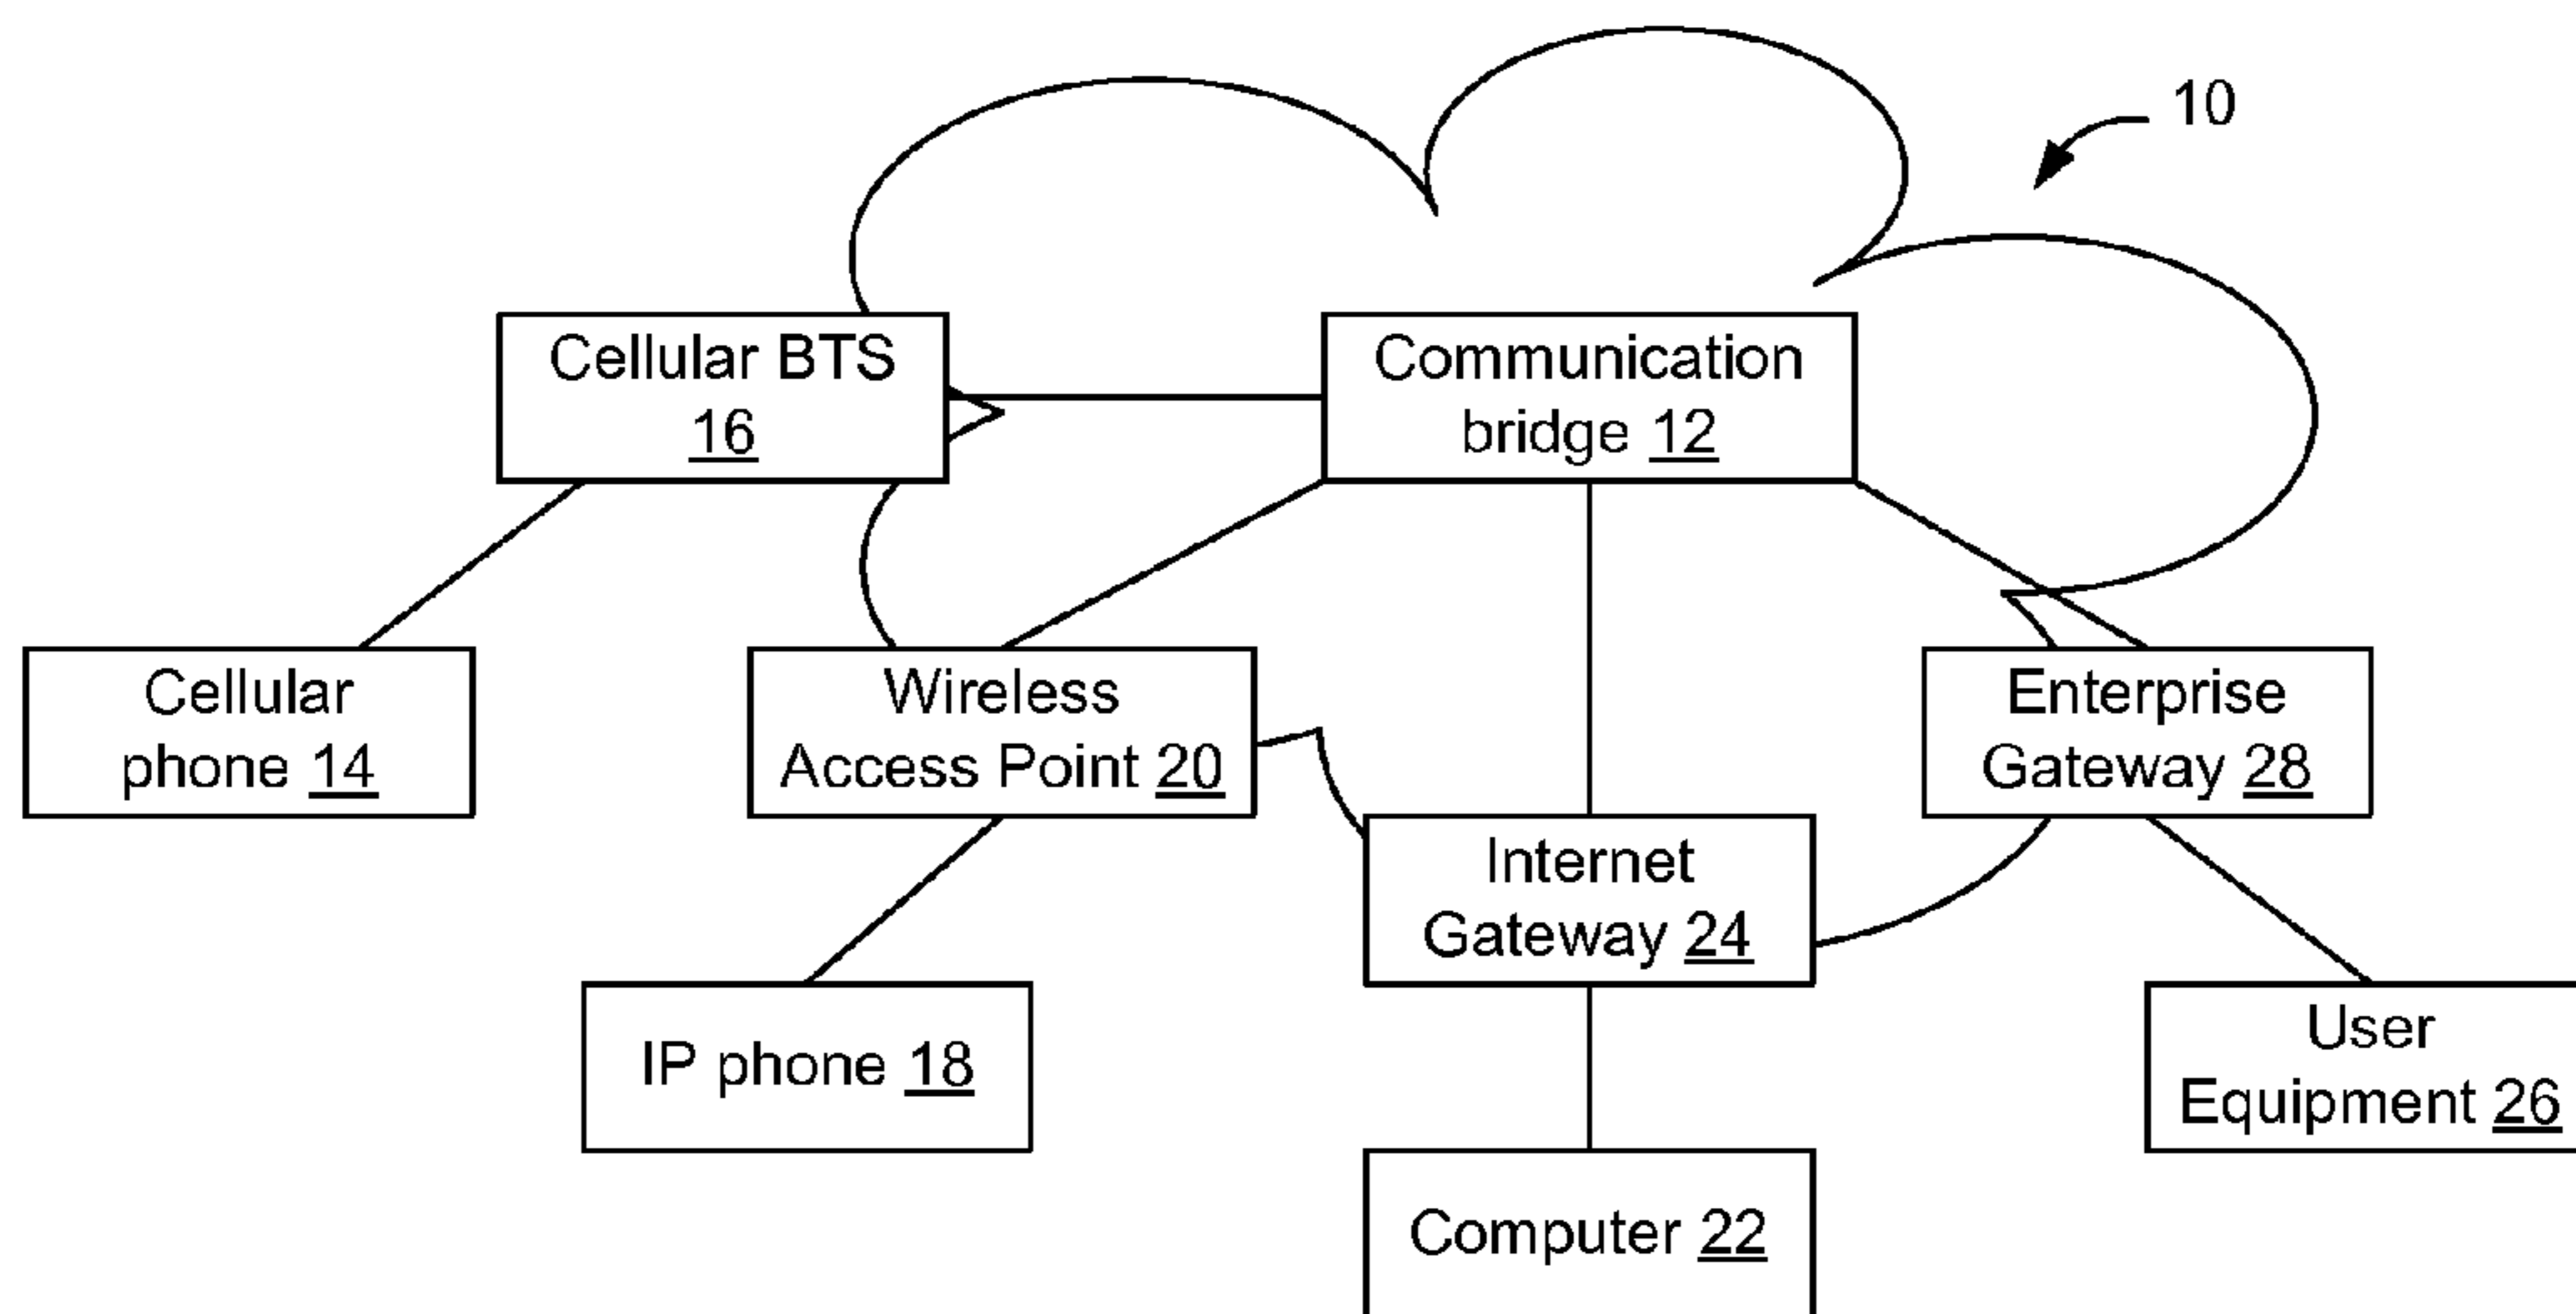 10
Cellular BTS
16
Communication
bridge 12
Cellular
phone 14
Wireless
Access Point 20
Enterprise
Gateway 28
Internet
Gateway 24
IP phone 18
User
Equipment 26
Computer 22